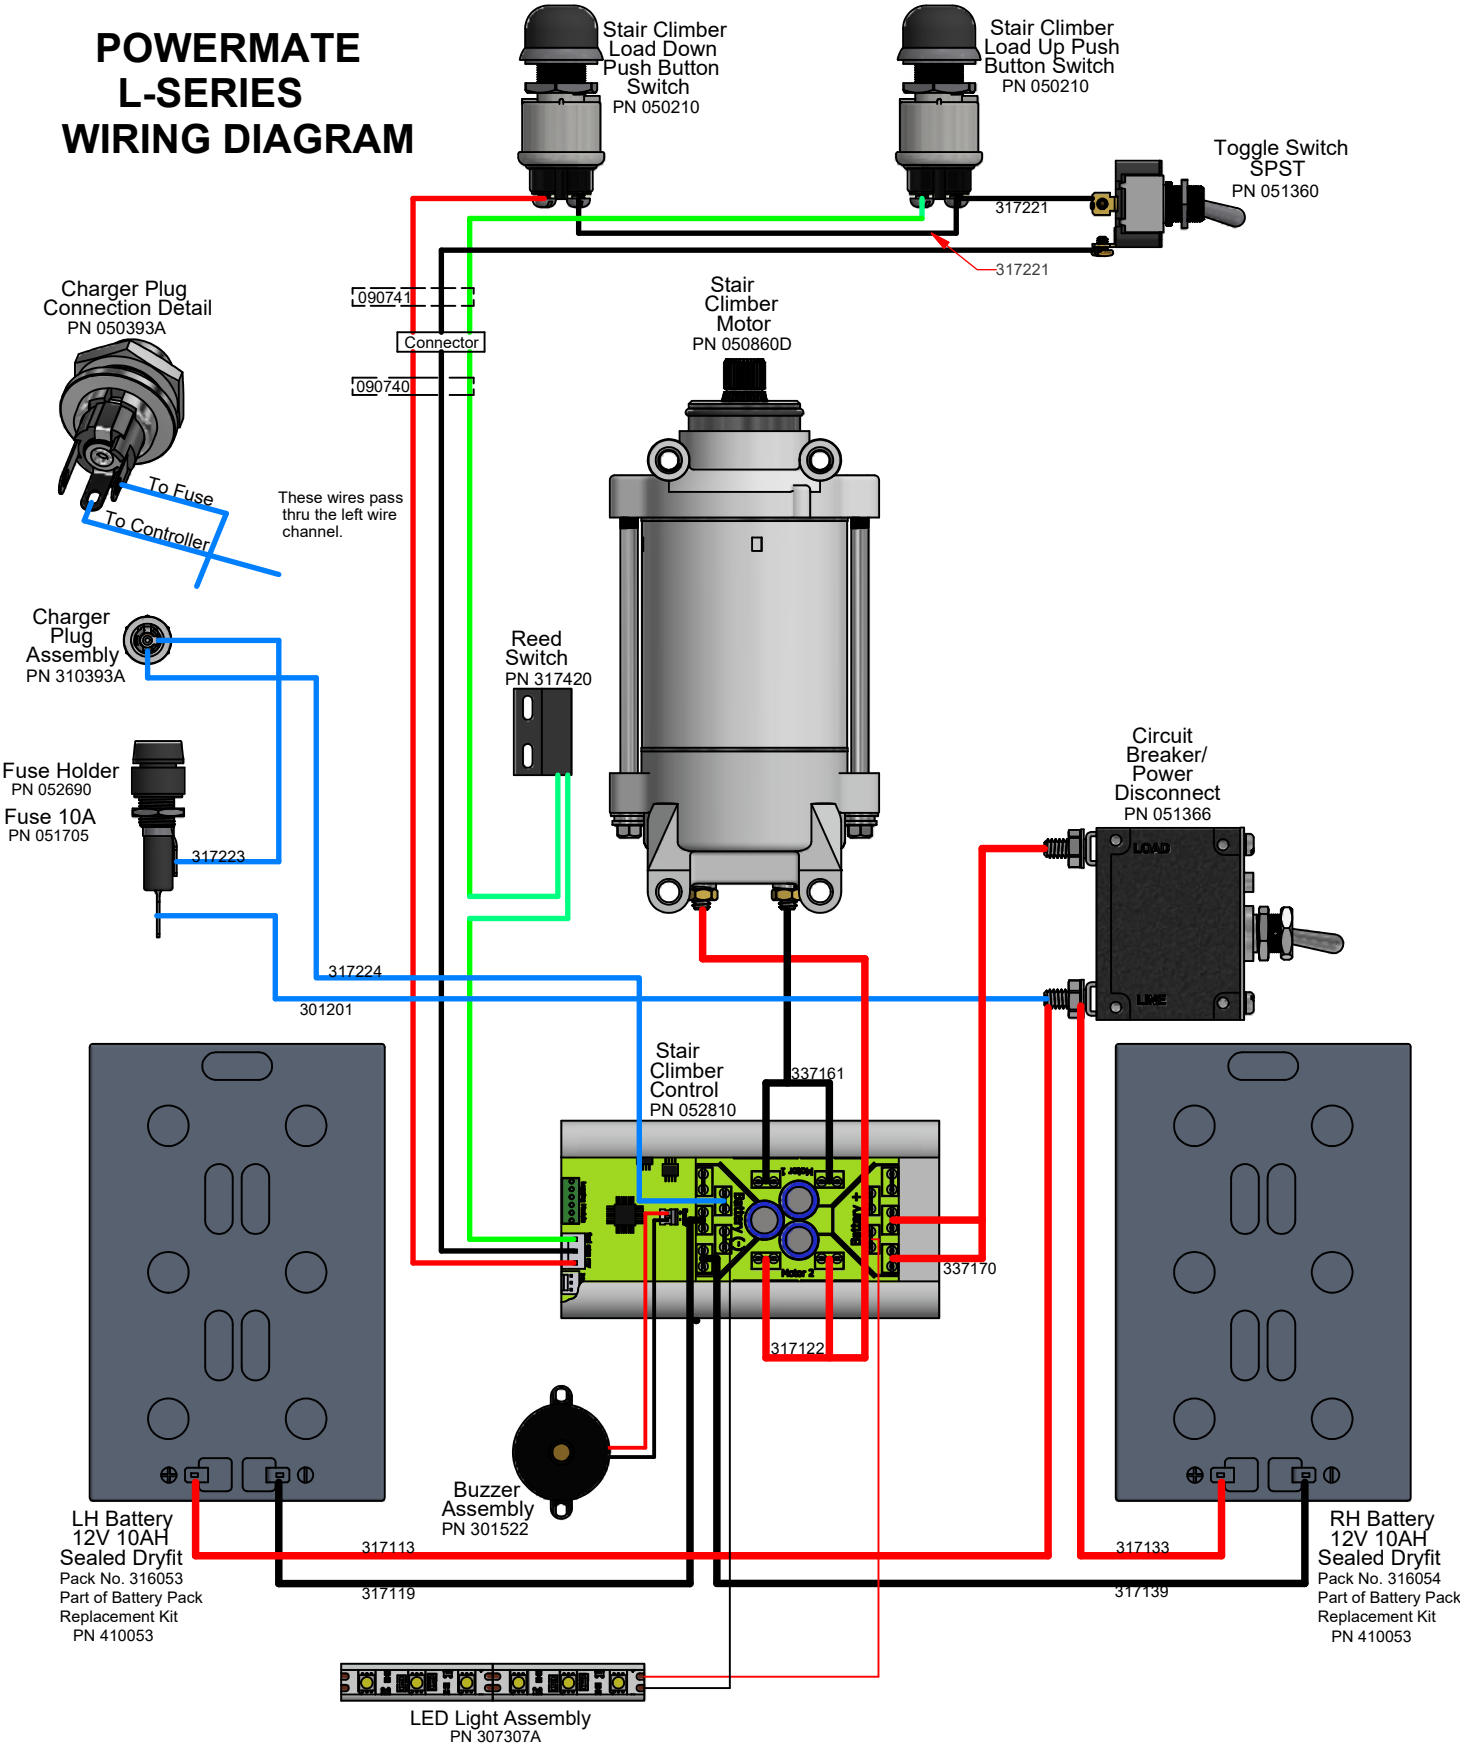 POWERMATE
L-SERIES
WIRING DIAGRAM
Stair Climber
Load Down
Push Button
Switch
PN 050210
Stair Climber
Load Up Push
Button Switch
PN 050210
Toggle Switch
SPST
PN 051360
317221
317221
Charger Plug
Connection Detail
PN 050393A
090741
Connector
090740
Stair
Climber
Motor
PN 050860D
To Fuse
To Controller
These wires pass
thru the left wire
channel.
Charger
Plug
Assembly
PN 310393A
Reed
Switch
PN 317420
Fuse Holder
PN 052690
Fuse 10A
PN 051705
317223
Circuit
Breaker/
Power
Disconnect
PN 051366
LOAD
LINE
317224
301201
Stair
Climber
Control
PN 052810
337161
Motor 1
Battery (-)
Battery +
Motor 2
337170
317122
Buzzer
Assembly
PN 301522
LH Battery
12V 10AH
Sealed Dryfit
Pack No. 316053
Part of Battery Pack
Replacement Kit
PN 410053
317113
317119
317133
317139
RH Battery
12V 10AH
Sealed Dryfit
Pack No. 316054
Part of Battery Pack
Replacement Kit
PN 410053
LED Light Assembly
PN 307307A